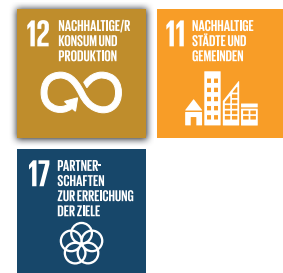 12 NACHHALTIGE/R
KONSUM UND
PRODUKTION
11 NACHHALTIGE
STÄDTE UND
GEMEINDEN
17 PARTNER-
SCHAFTEN
ZUR ERREICHUNG
DER ZIELE